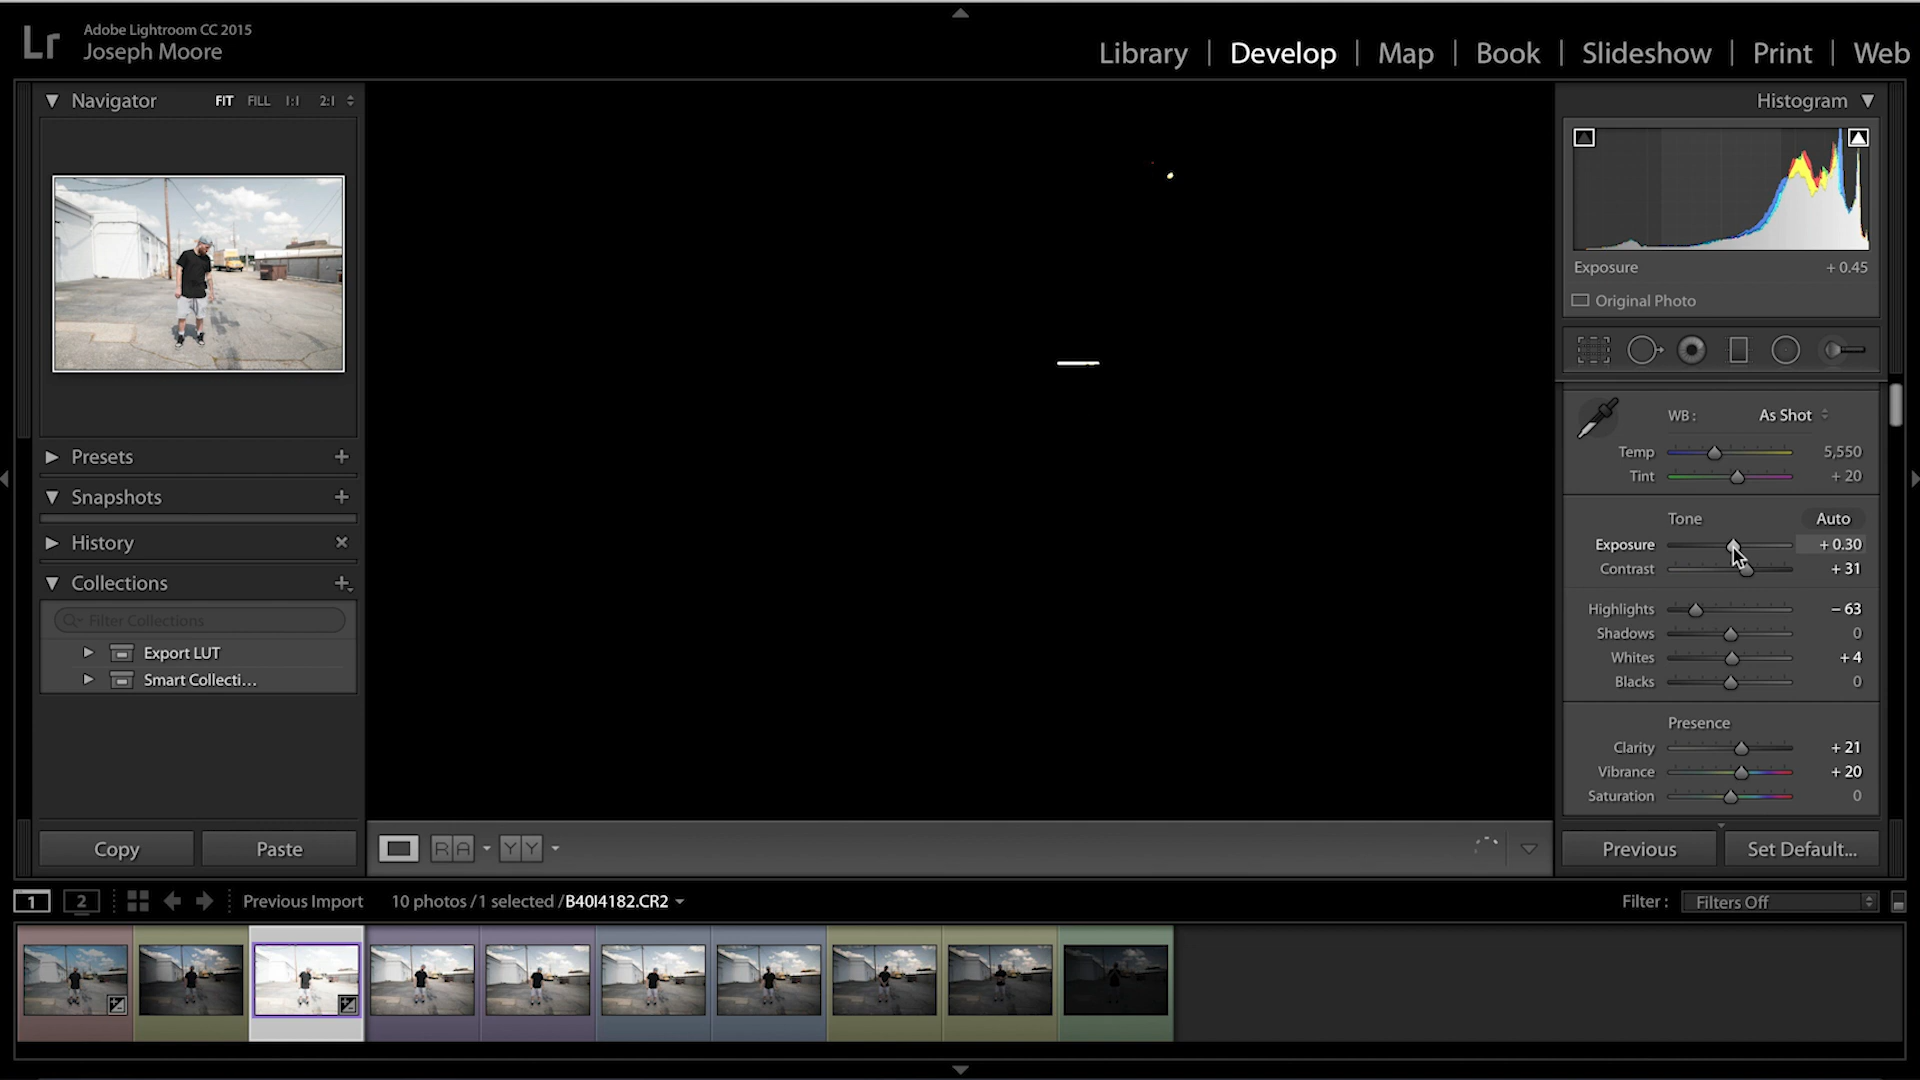 Lr
Adobe Lightroom CC 2015
Joseph Moore
Library | Develop | Map | Book | Slideshow | Print | Web
Navigator FIT FILL 1:1 2:1
Histogram
Exposure + 0.45
Original Photo
WB : As Shot
Temp 5,550
Tint + 20
Tone Auto
Exposure + 0.30
Contrast + 31
Highlights − 63
Shadows 0
Whites + 4
Blacks 0
Presence
Clarity + 21
Vibrance + 20
Saturation 0
Previous Set Default...
Presets
Snapshots
History
Collections
Filter Collections
Export LUT
Smart Collecti...
Copy Paste
R A Y Y
1 2 Previous Import 10 photos / 1 selected / B40I4182.CR2
Filter : Filters Off